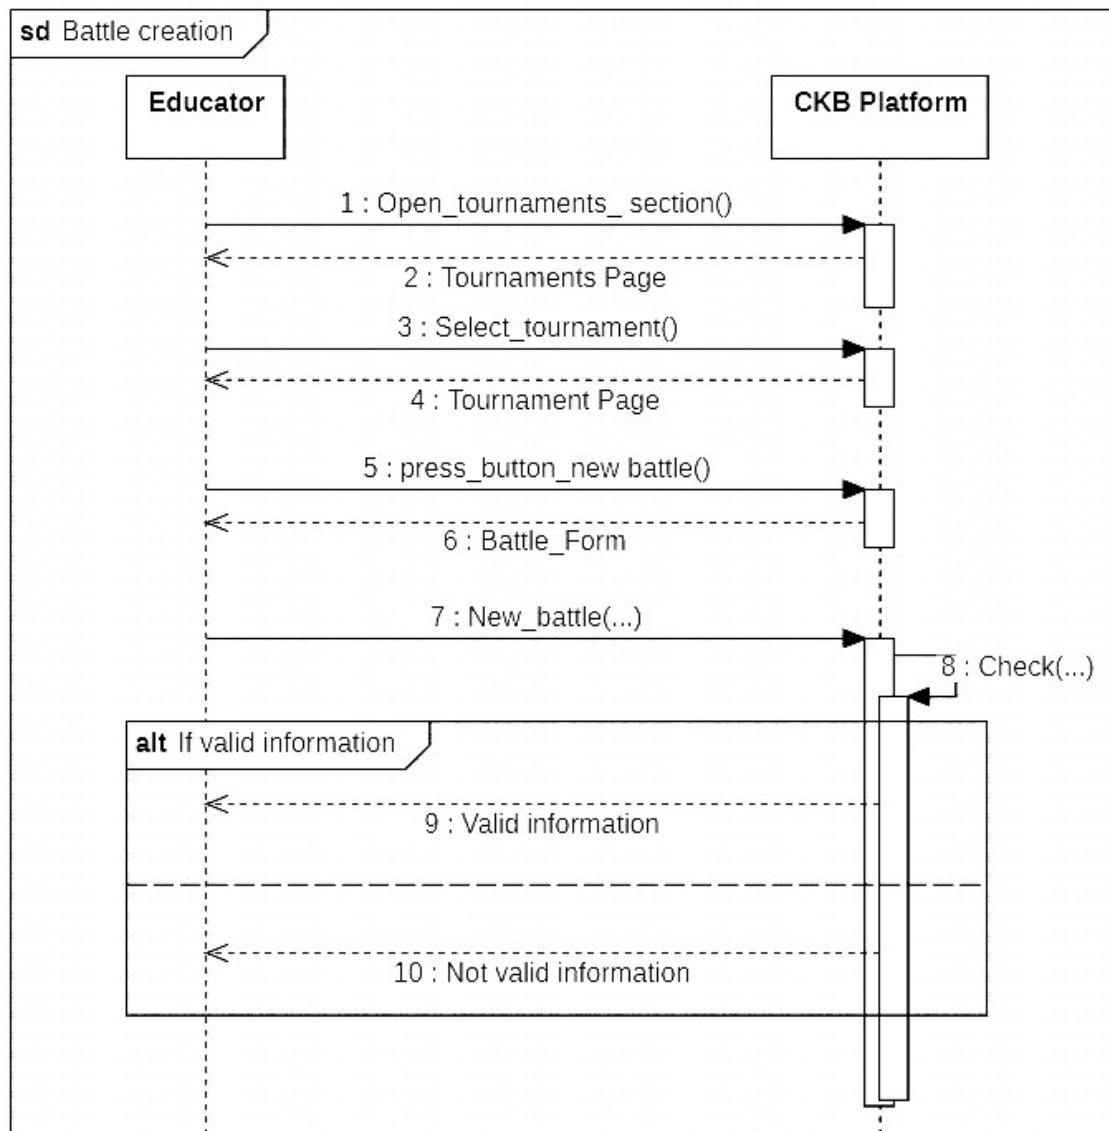 sd Battle creation
Educator
CKB Platform
1 : Open_tournaments_ section()
2 : Tournaments Page
3 : Select_tournament()
4 : Tournament Page
5 : press_button_new battle()
6 : Battle_Form
7 : New_battle(...)
8 : Check(...)
alt If valid information
9 : Valid information
10 : Not valid information